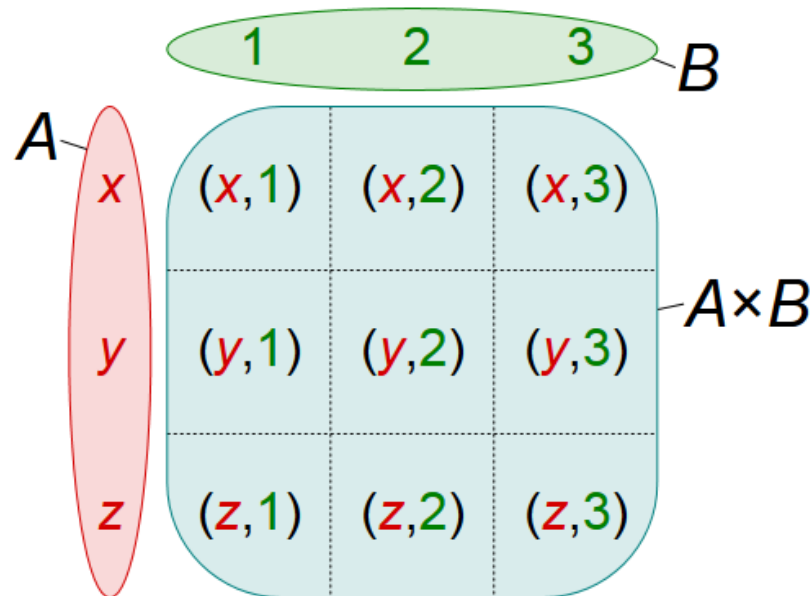 1 2 3
B
A
x (x,1) (x,2) (x,3)
A×B
y (y,1) (y,2) (y,3)
z (z,1) (z,2) (z,3)